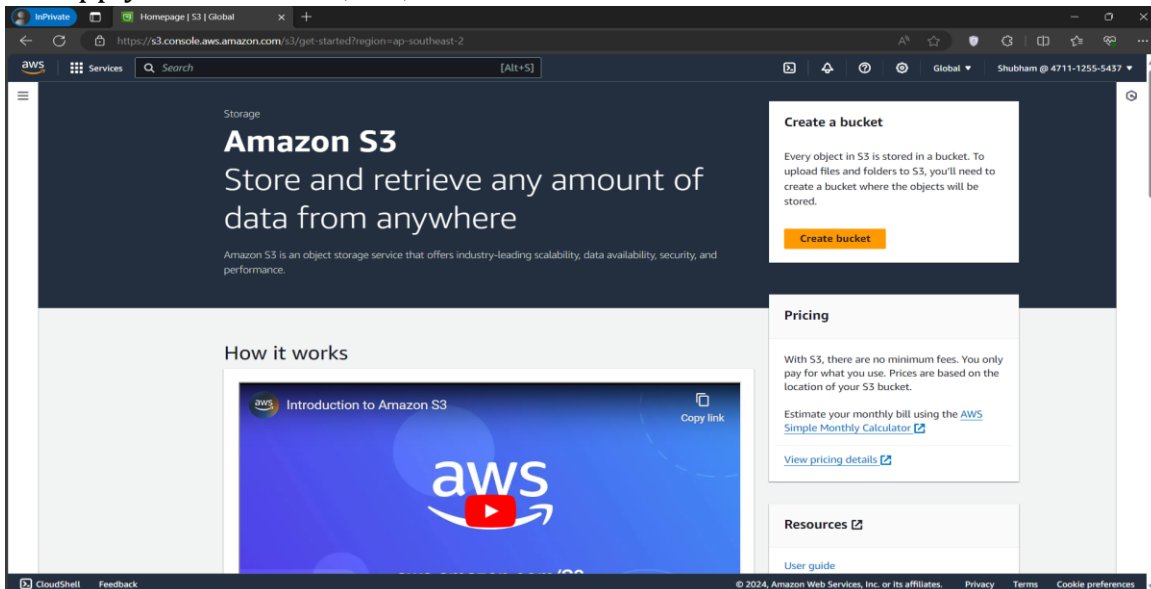 InPrivate
Homepage | S3 | Global
https://s3.console.aws.amazon.com/s3/get-started?region=ap-southeast-2
aws
Services
Search
[Alt+S]
Global
Shubham @ 4711-1255-5437
Storage
Amazon S3
Store and retrieve any amount of
data from anywhere
Amazon S3 is an object storage service that offers industry-leading scalability, data availability, security, and
performance.
Create a bucket
Every object in S3 is stored in a bucket. To
upload files and folders to S3, you'll need to
create a bucket where the objects will be
stored.
Create bucket
How it works
aws
Introduction to Amazon S3
Copy link
aws
Pricing
With S3, there are no minimum fees. You only
pay for what you use. Prices are based on the
location of your S3 bucket.
Estimate your monthly bill using the AWS
Simple Monthly Calculator
View pricing details
Resources
User guide
CloudShell
Feedback
© 2024, Amazon Web Services, Inc. or its affiliates.
Privacy
Terms
Cookie preferences